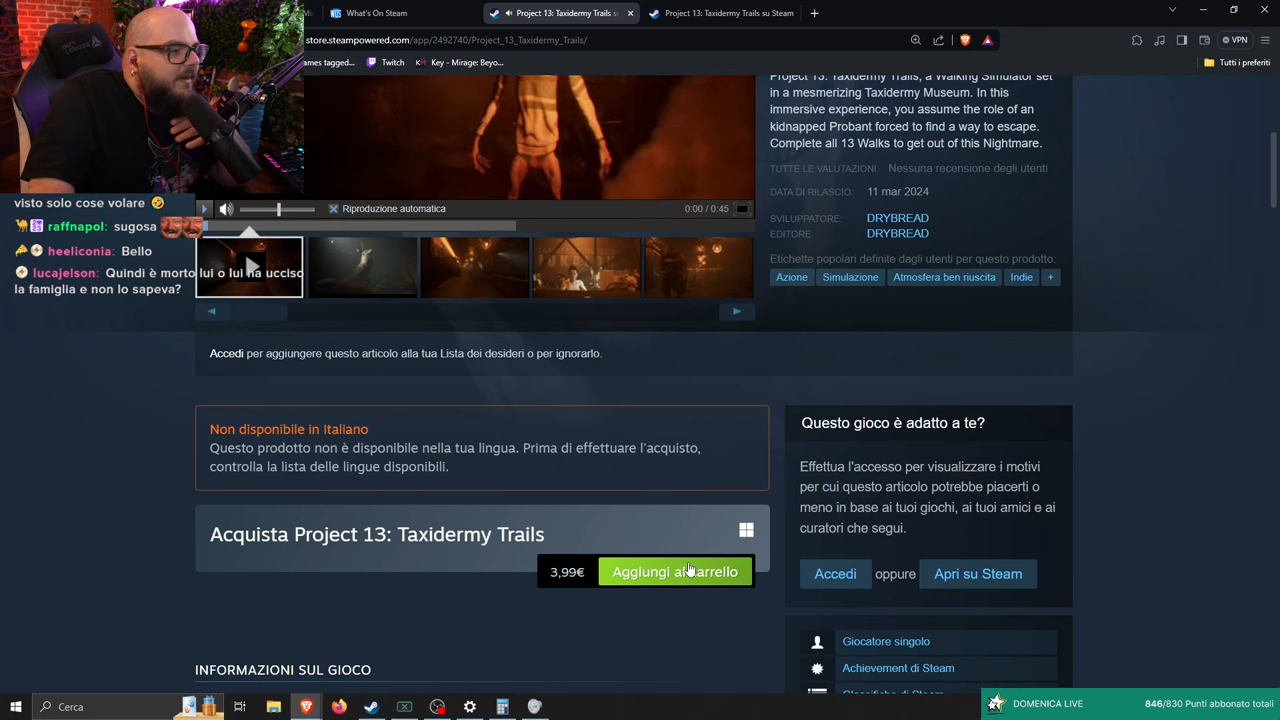 What's On Steam
Project 13: Taxidermy Trails su
Project 13: Taxidermy Trails su Steam
store.steampowered.com/app/2492740/Project_13_Taxidermy_Trails/
VPN
ames tagged...
Twitch
Key - Mirage: Beyo...
Tutti i preferiti
Project 13: Taxidermy Trails, a Walking Simulator set
in a mesmerizing Taxidermy Museum. In this
immersive experience, you assume the role of an
kidnapped Probant forced to find a way to escape.
Complete all 13 Walks to get out of this Nightmare.
TUTTE LE VALUTAZIONI: Nessuna recensione degli utenti
DATA DI RILASCIO: 11 mar 2024
SVILUPPATORE: DRYBREAD
EDITORE: DRYBREAD
Etichette popolari definite dagli utenti per questo prodotto:
Azione Simulazione Atmosfera ben riuscita Indie +
visto solo cose volare
raffnapol: sugosa
heeliconia: Bello
lucajelson: Quindi è morto lui o lui ha ucciso
la famiglia e non lo sapeva?
Riproduzione automatica
0:00 / 0:45
Accedi per aggiungere questo articolo alla tua Lista dei desideri o per ignorarlo.
Non disponibile in Italiano
Questo prodotto non è disponibile nella tua lingua. Prima di effettuare l'acquisto,
controlla la lista delle lingue disponibili.
Acquista Project 13: Taxidermy Trails
3,99€
Aggiungi al carrello
INFORMAZIONI SUL GIOCO
Questo gioco è adatto a te?
Effettua l'accesso per visualizzare i motivi
per cui questo articolo potrebbe piacerti o
meno in base ai tuoi giochi, ai tuoi amici e ai
curatori che segui.
Accedi oppure Apri su Steam
Giocatore singolo
Achievement di Steam
Classifiche di Steam
Cerca
DOMENICA LIVE
846/830 Punti abbonato totali